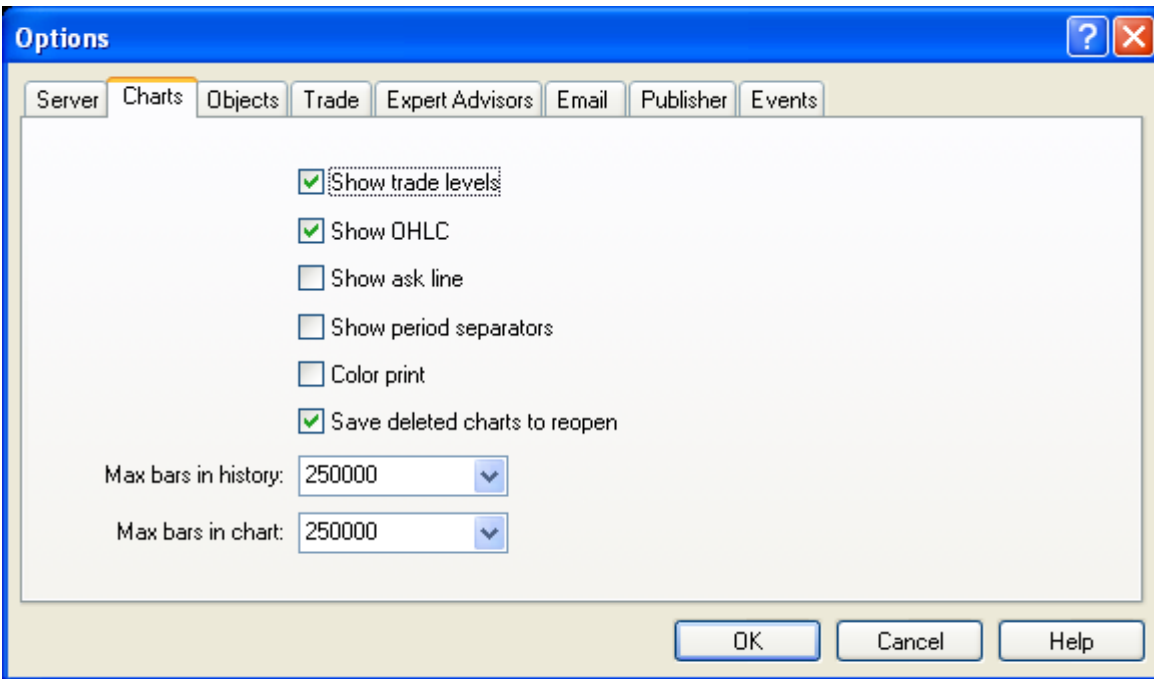 Options
Server Charts Objects Trade Expert Advisors Email Publisher Events
Show trade levels
Show OHLC
Show ask line
Show period separators
Color print
Save deleted charts to reopen
Max bars in history: 250000
Max bars in chart: 250000
OK Cancel Help